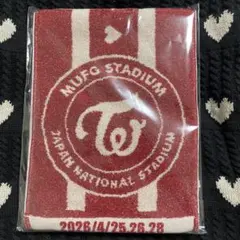 MUFG STADIUM
TW
JAPAN NATIONAL STADIUM
2026/4/25.26.28